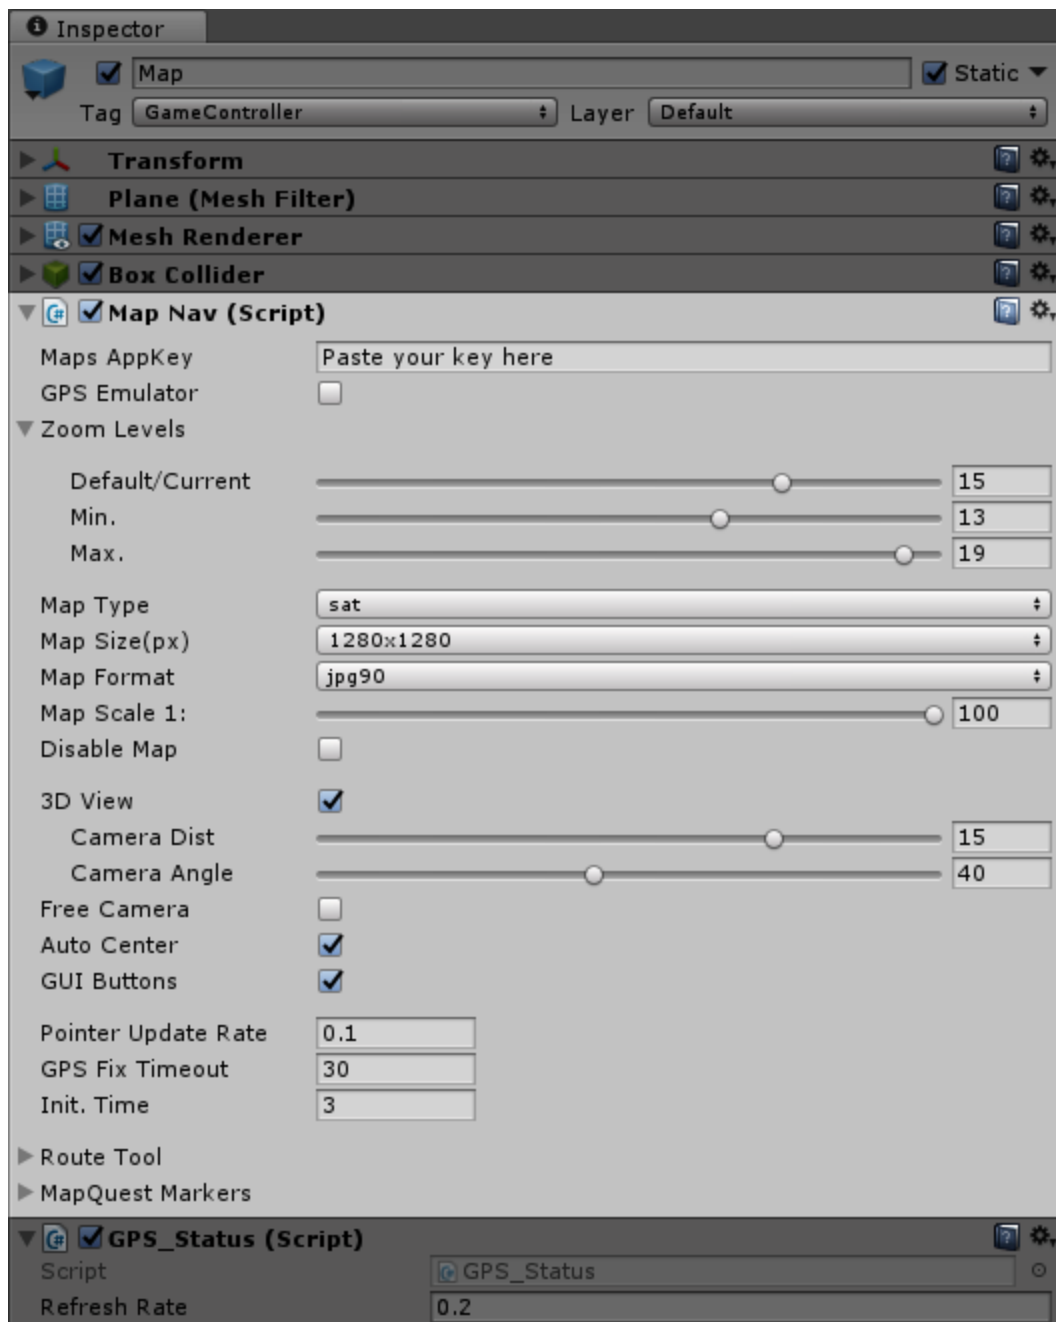 Inspector
Map Static
Tag GameController Layer Default
Transform
Plane (Mesh Filter)
Mesh Renderer
Box Collider
Map Nav (Script)
Maps AppKey Paste your key here
GPS Emulator
Zoom Levels
Default/Current 15
Min. 13
Max. 19
Map Type sat
Map Size(px) 1280x1280
Map Format jpg90
Map Scale 1: 100
Disable Map
3D View
Camera Dist 15
Camera Angle 40
Free Camera
Auto Center
GUI Buttons
Pointer Update Rate 0.1
GPS Fix Timeout 30
Init. Time 3
Route Tool
MapQuest Markers
GPS_Status (Script)
Script GPS_Status
Refresh Rate 0.2